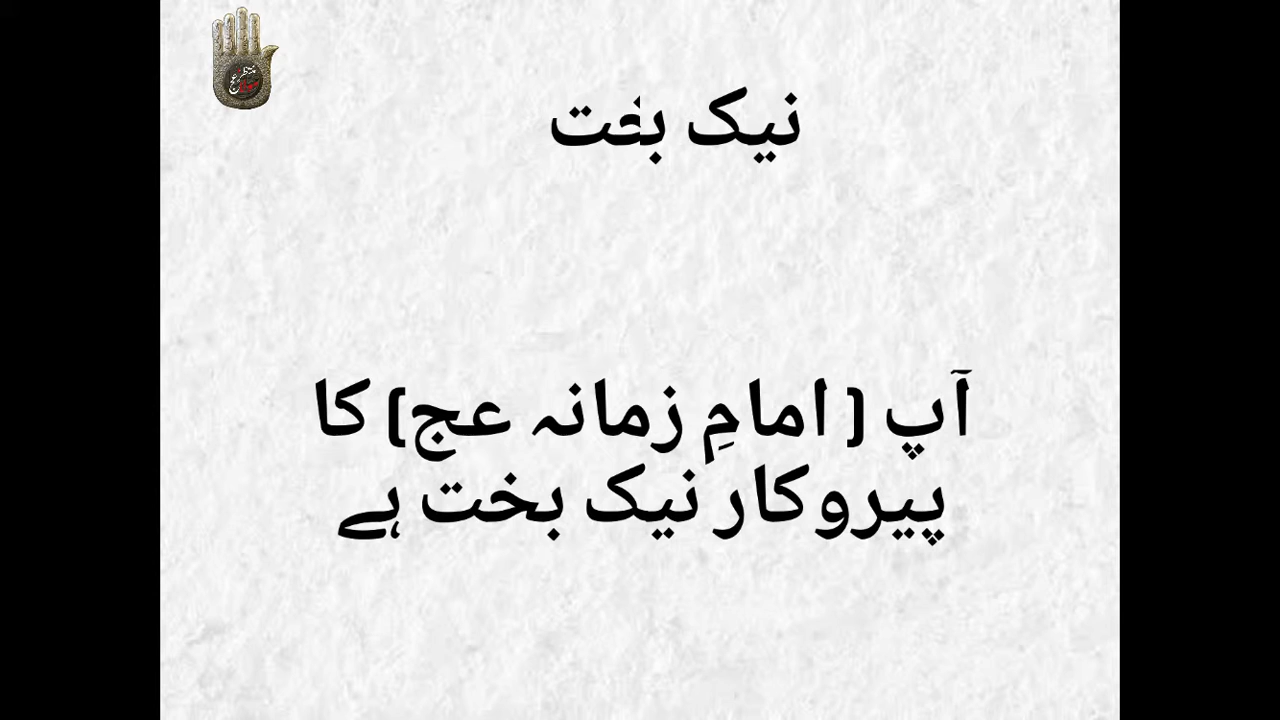 نیک بخت
آپ ( امامِ زمانہ عج) کا
پیروکار نیک بخت ہے